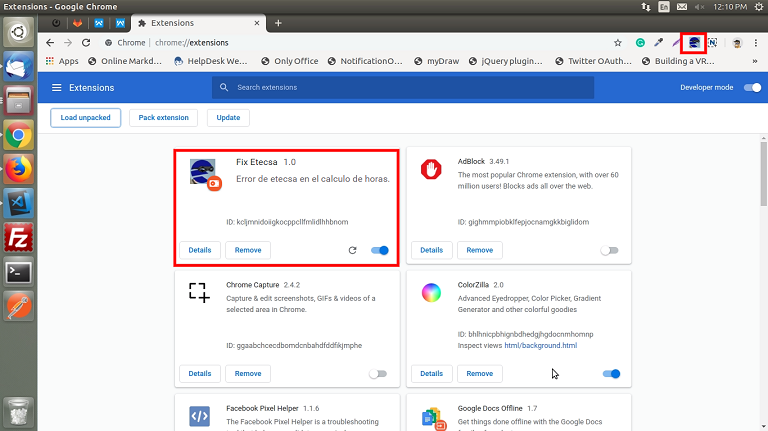 Extensions - Google Chrome
En
12:10 PM
Extensions
Chrome
chrome://extensions
Apps
Online Markd...
HelpDesk We...
Only Office
NotificationO...
myDraw
jQuery plugin...
Twitter OAuth...
Building a VR...
Extensions
Search extensions
Developer mode
Load unpacked
Pack extension
Update
Fix Etecsa 1.0
Error de etecsa en el calculo de horas.
ID: kcljmnidoiigkocppcllfmlidlhhbnom
Details
Remove
AdBlock 3.49.1
The most popular Chrome extension, with over 60
million users! Blocks ads all over the web.
ID: gighmmpiobklfepjocnamgkkbiglidom
Details
Remove
Chrome Capture 2.4.2
Capture & edit screenshots, GIFs & videos of a
selected area in Chrome.
ID: ggaabchcecdbomdcnbahdfddfikjmphe
Details
Remove
ColorZilla 2.0
Advanced Eyedropper, Color Picker, Gradient
Generator and other colorful goodies
ID: bhlhnicpbhignbdhedgjhgdocnmhomnp
Inspect views html/background.html
Details
Remove
Facebook Pixel Helper 1.1.6
The Facebook Pixel Helper is a troubleshooting
Google Docs Offline 1.7
Get things done offline with the Google Docs